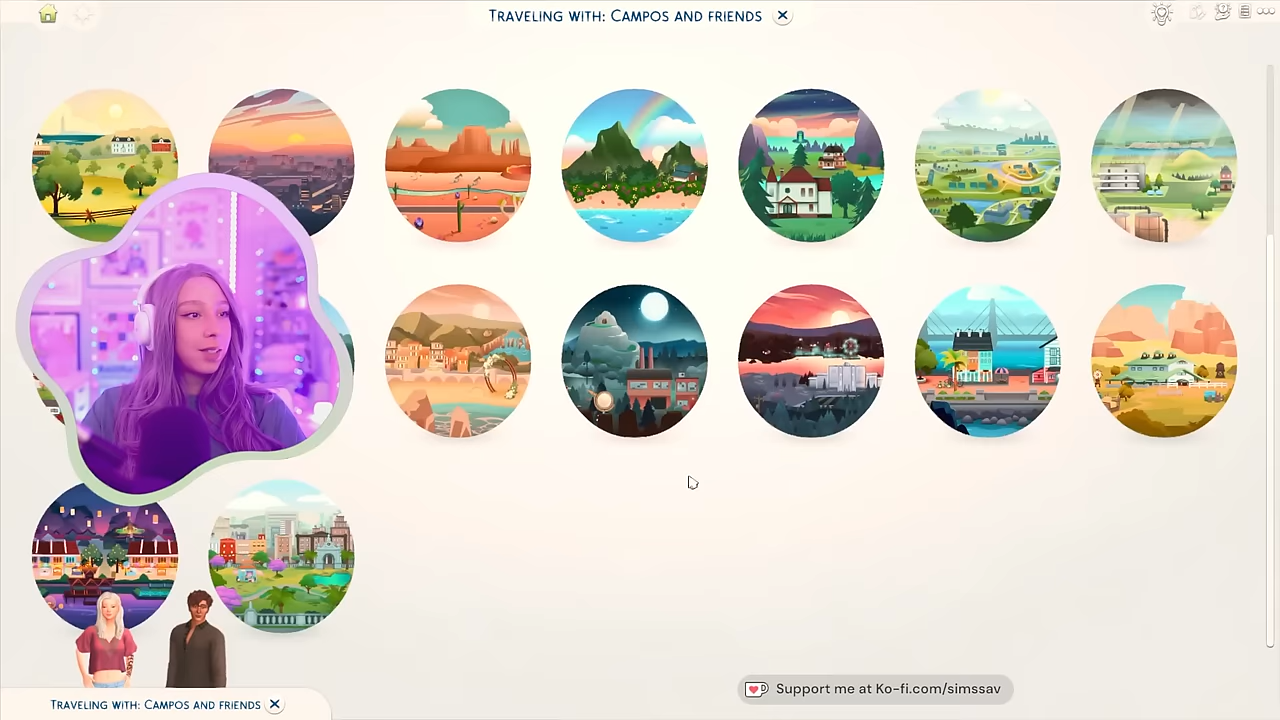 Traveling with: Campos and friends
Support me at Ko-fi.com/simssav
Traveling with: Campos and friends